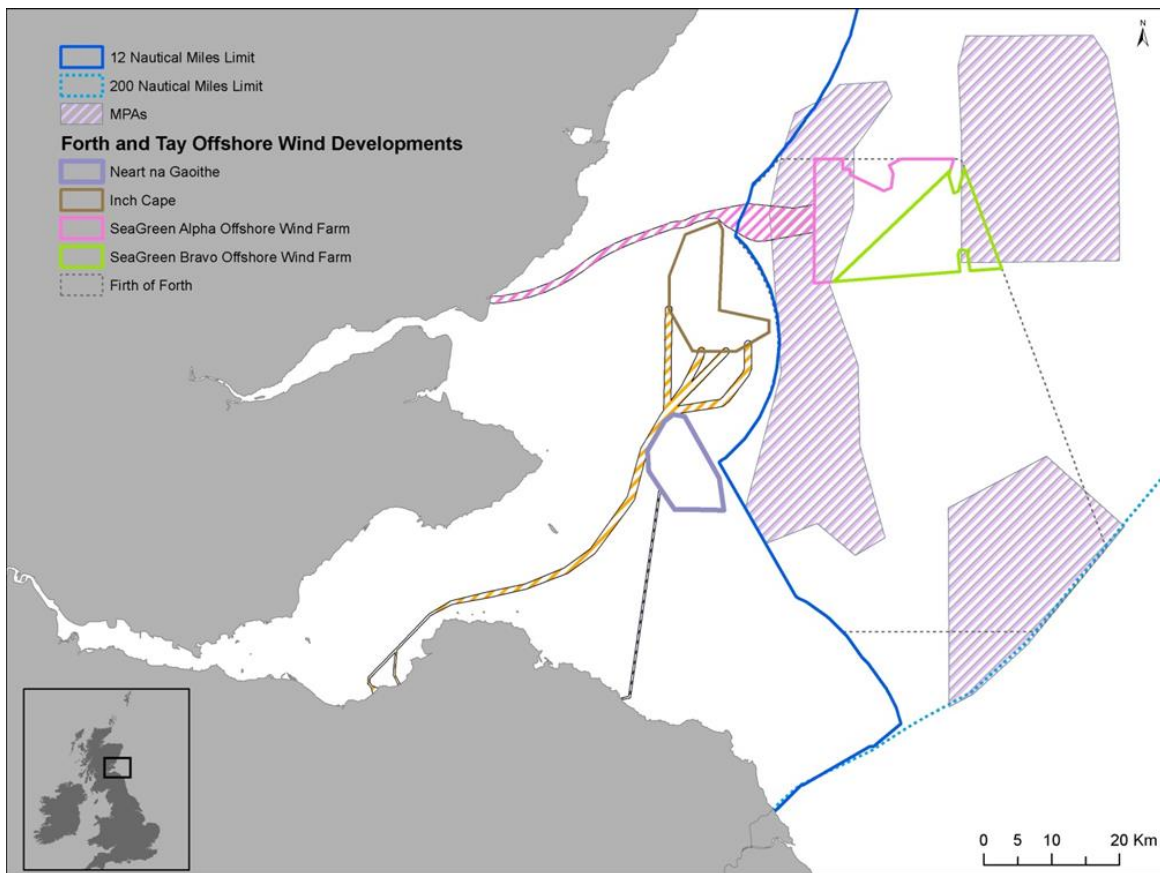 N
12 Nautical Miles Limit
200 Nautical Miles Limit
MPAs
Forth and Tay Offshore Wind Developments
Neart na Gaoithe
Inch Cape
SeaGreen Alpha Offshore Wind Farm
SeaGreen Bravo Offshore Wind Farm
Firth of Forth
0 5 10 20 Km